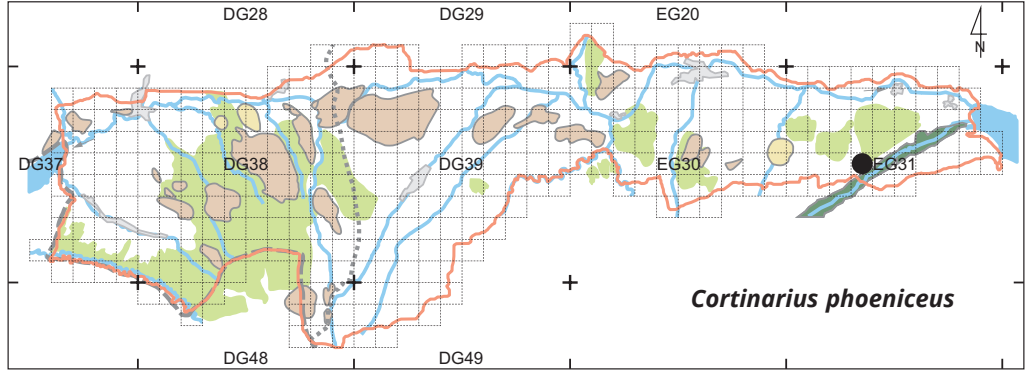 DG28 DG29 EG20
N
DG37 DG38 DG39 EG30 EG31
Cortinarius phoeniceus
DG48 DG49